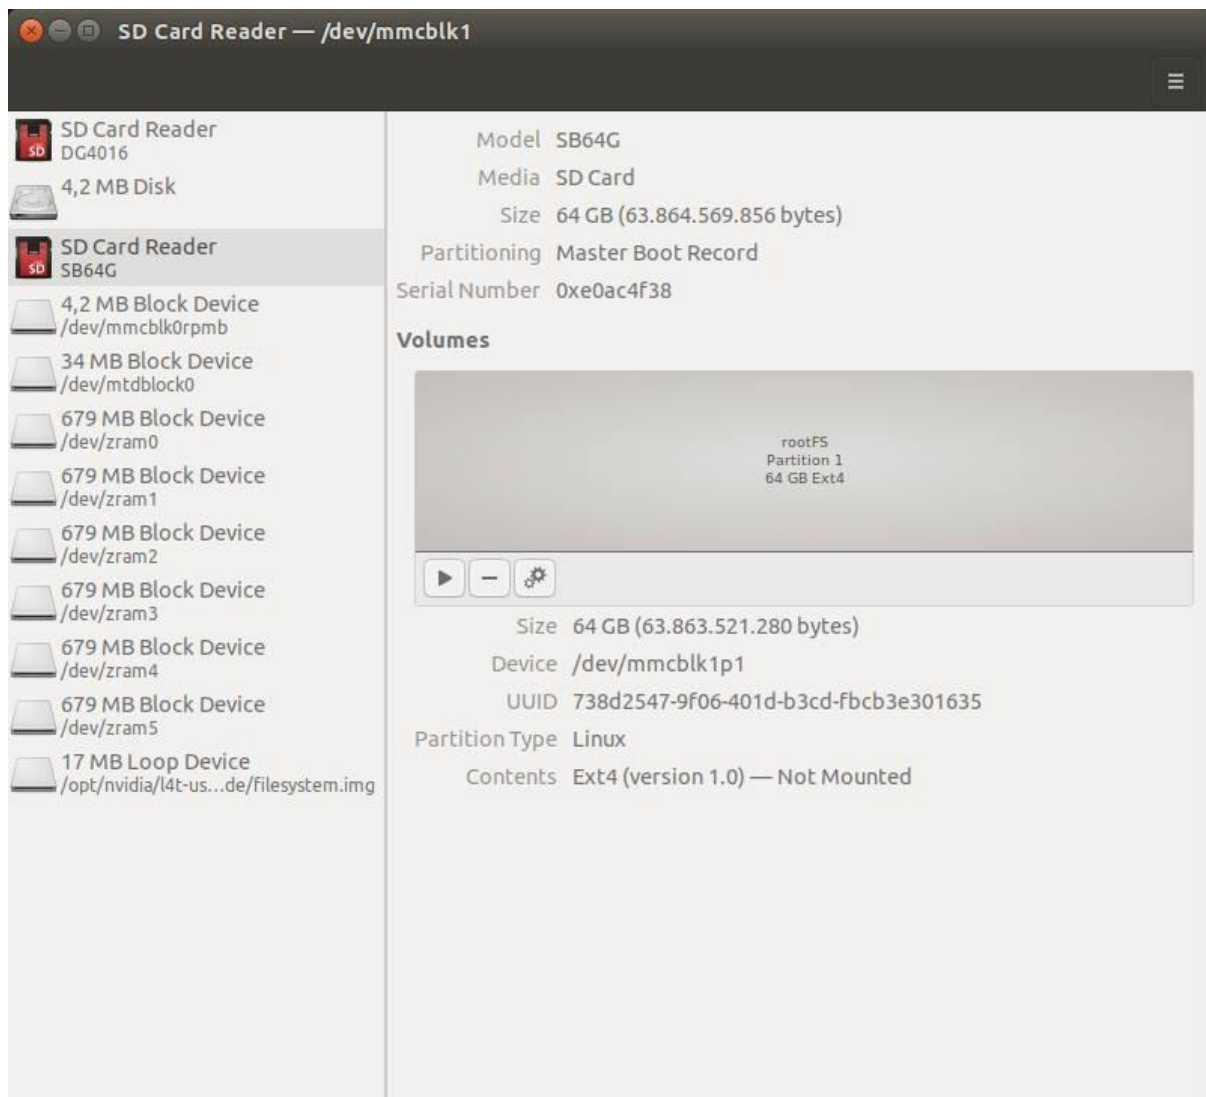 SD Card Reader — /dev/mmcblk1
SD Card Reader
DG4016
4,2 MB Disk
SD Card Reader
SB64G
4,2 MB Block Device
/dev/mmcblk0rpmb
34 MB Block Device
/dev/mtdblock0
679 MB Block Device
/dev/zram0
679 MB Block Device
/dev/zram1
679 MB Block Device
/dev/zram2
679 MB Block Device
/dev/zram3
679 MB Block Device
/dev/zram4
679 MB Block Device
/dev/zram5
17 MB Loop Device
/opt/nvidia/l4t-us...de/filesystem.img
Model SB64G
Media SD Card
Size 64 GB (63.864.569.856 bytes)
Partitioning Master Boot Record
Serial Number 0xe0ac4f38
Volumes
rootFS
Partition 1
64 GB Ext4
Size 64 GB (63.863.521.280 bytes)
Device /dev/mmcblk1p1
UUID 738d2547-9f06-401d-b3cd-fbcb3e301635
Partition Type Linux
Contents Ext4 (version 1.0) — Not Mounted